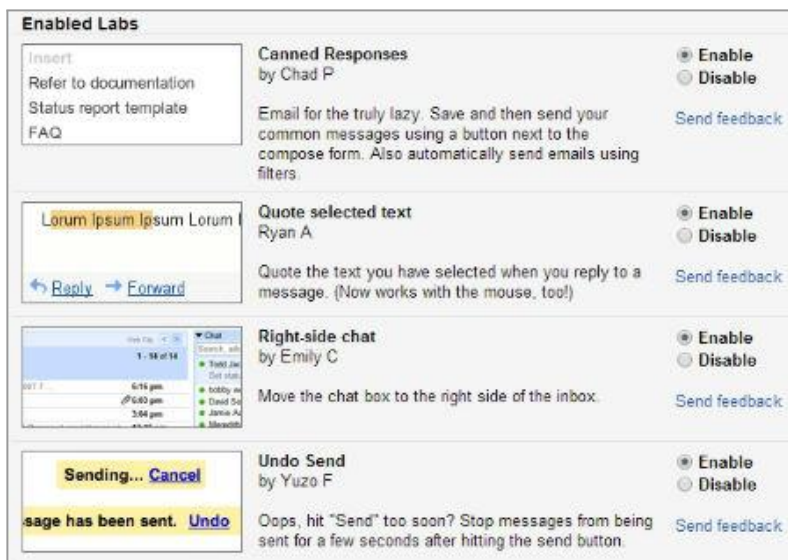 Enabled Labs
Insert
Refer to documentation
Status report template
FAQ
Canned Responses
by Chad P
Email for the truly lazy. Save and then send your
common messages using a button next to the
compose form. Also automatically send emails using
filters.
Enable
Disable
Send feedback
Lorum Ipsum Ipsum Lorum I
Reply Forward
Quote selected text
Ryan A
Quote the text you have selected when you reply to a
message. (Now works with the mouse, too!)
Enable
Disable
Send feedback
1 - 14 of 14
6:16 pm
6:03 pm
3:04 pm
Chat
Right-side chat
by Emily C
Move the chat box to the right side of the inbox.
Enable
Disable
Send feedback
Sending... Cancel
ssage has been sent. Undo
Undo Send
by Yuzo F
Oops, hit "Send" too soon? Stop messages from being
sent for a few seconds after hitting the send button.
Enable
Disable
Send feedback